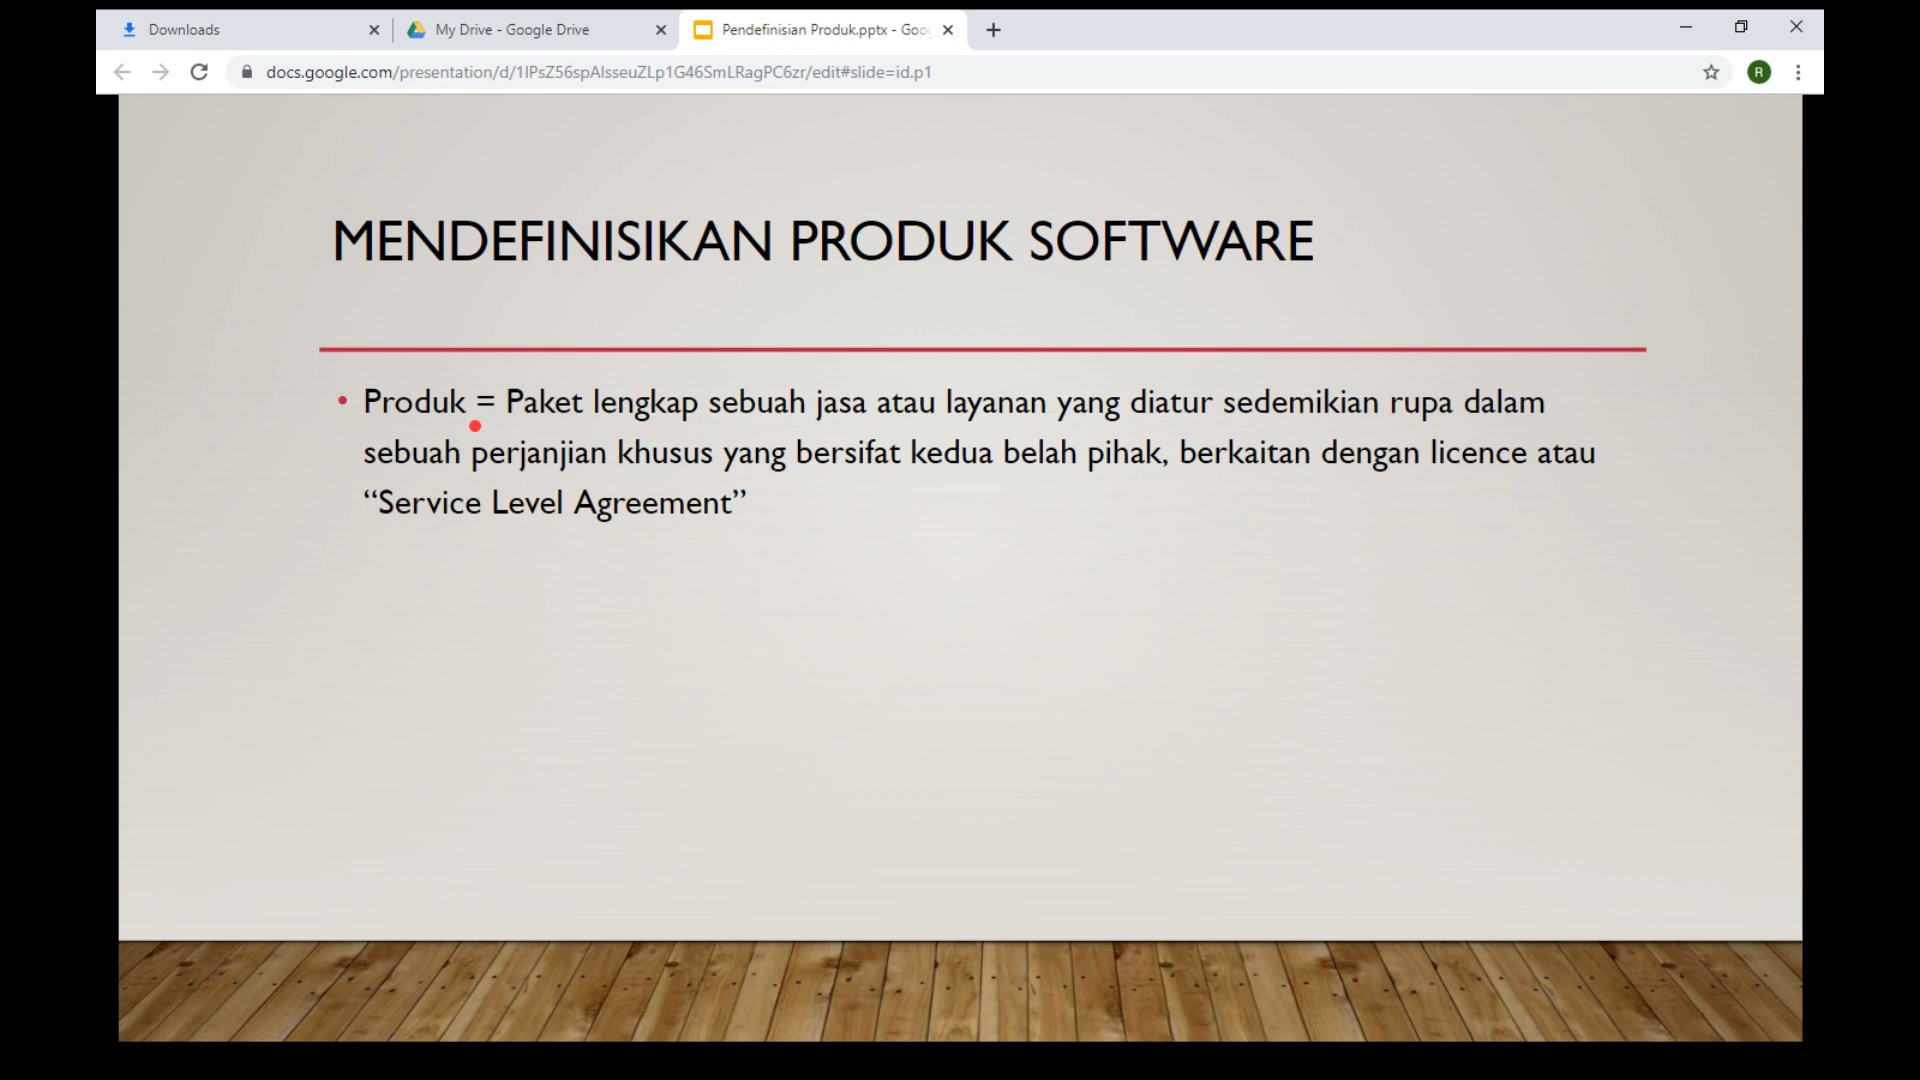 Downloads
My Drive - Google Drive
Pendefinisian Produk.pptx - Goo
docs.google.com/presentation/d/1IPsZ56spAIsseuZLp1G46SmLRagPC6zr/edit#slide=id.p1
R
MENDEFINISIKAN PRODUK SOFTWARE
• Produk = Paket lengkap sebuah jasa atau layanan yang diatur sedemikian rupa dalam
sebuah perjanjian khusus yang bersifat kedua belah pihak, berkaitan dengan licence atau
“Service Level Agreement”